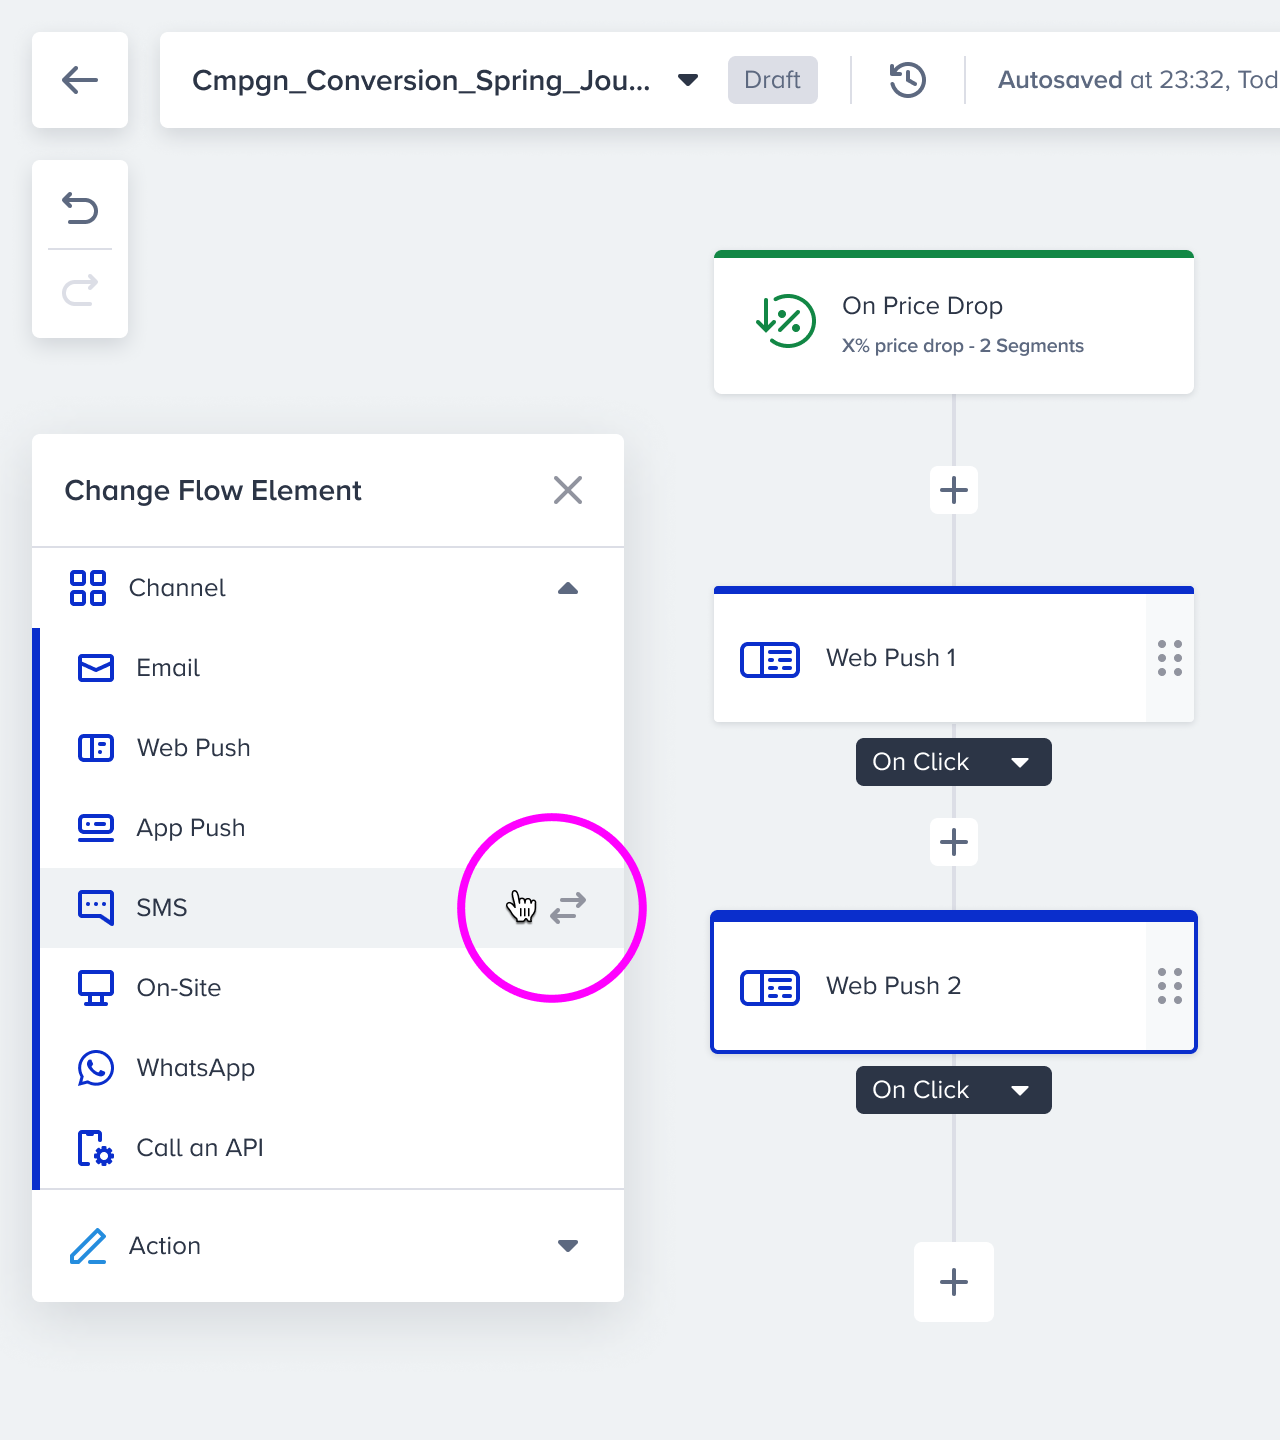 Cmpgn_Conversion_Spring_Jou...
Draft
Autosaved at 23:32, Tod
On Price Drop
X% price drop - 2 Segments
Change Flow Element
Channel
Email
Web Push
App Push
SMS
On-Site
WhatsApp
Call an API
Action
Web Push 1
On Click
Web Push 2
On Click